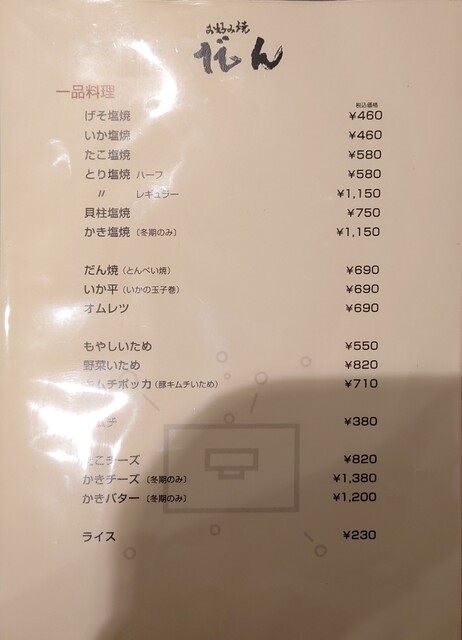 お好み焼
だん
一品料理
税込価格
げそ塩焼 ¥460
いか塩焼 ¥460
たこ塩焼 ¥580
とり塩焼 ハーフ ¥580
〃 レギュラー ¥1,150
貝柱塩焼 ¥750
かき塩焼〔冬期のみ〕 ¥1,150
だん焼(とんぺい焼) ¥690
いか平(いかの玉子巻) ¥690
オムレツ ¥690
もやしいため ¥550
野菜いため ¥820
キムチポッカ(豚キムチいため) ¥710
キムチ ¥380
たこチーズ ¥820
かきチーズ〔冬期のみ〕 ¥1,380
かきバター〔冬期のみ〕 ¥1,200
ライス ¥230